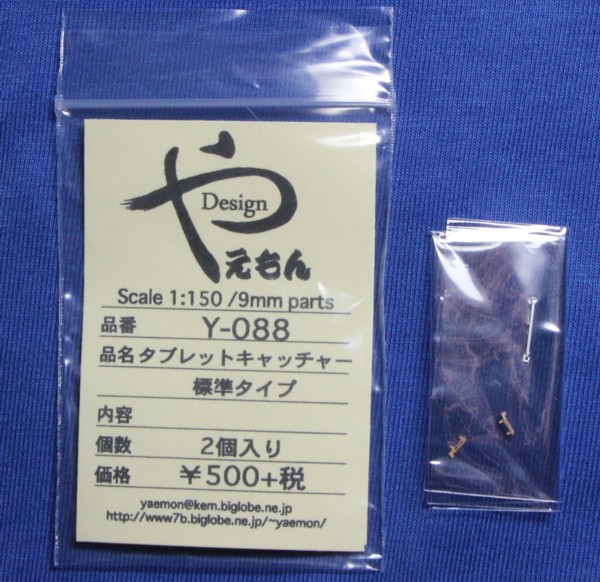 や
Design
えもん
Scale 1:150 /9mm parts
品番 Y-088
品名 タブレットキャッチャー
標準タイプ
内容
個数 2個入り
価格 ￥500+税
yaemon@kem.biglobe.ne.jp
http://www7b.biglobe.ne.jp/~yaemon/